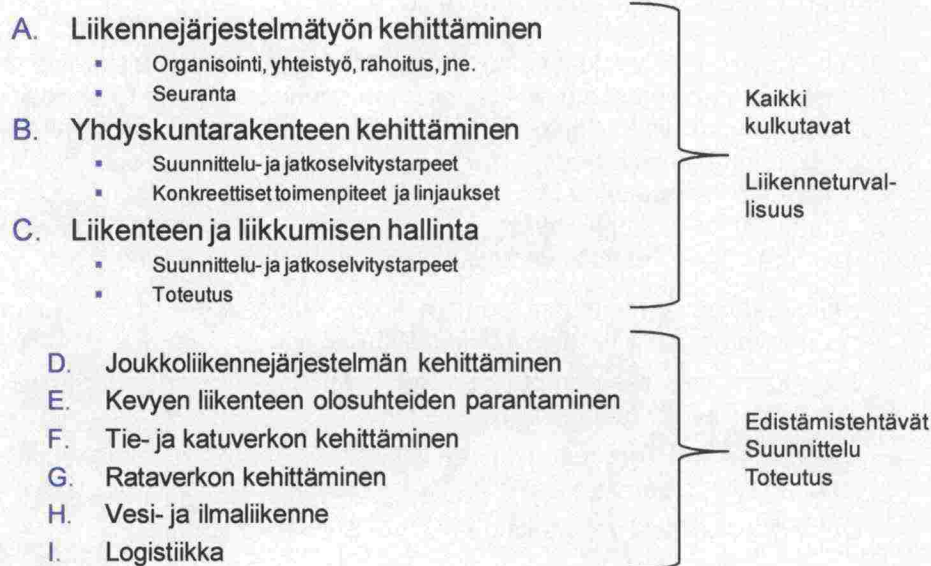 A. Liikennejärjestelmätyön kehittäminen
▪ Organisointi, yhteistyö, rahoitus, jne.
▪ Seuranta
B. Yhdyskuntarakenteen kehittäminen
▪ Suunnittelu- ja jatkoselvitystarpeet
▪ Konkreettiset toimenpiteet ja linjaukset
C. Liikenteen ja liikkumisen hallinta
▪ Suunnittelu- ja jatkoselvitystarpeet
▪ Toteutus
Kaikki
kulkutavat
Liikenneturval-
lisuus
D. Joukkoliikennejärjestelmän kehittäminen
E. Kevyen liikenteen olosuhteiden parantaminen
F. Tie- ja katuverkon kehittäminen
G. Rataverkon kehittäminen
H. Vesi- ja ilmaliikenne
I. Logistiikka
Edistämistehtävät
Suunnittelu
Toteutus